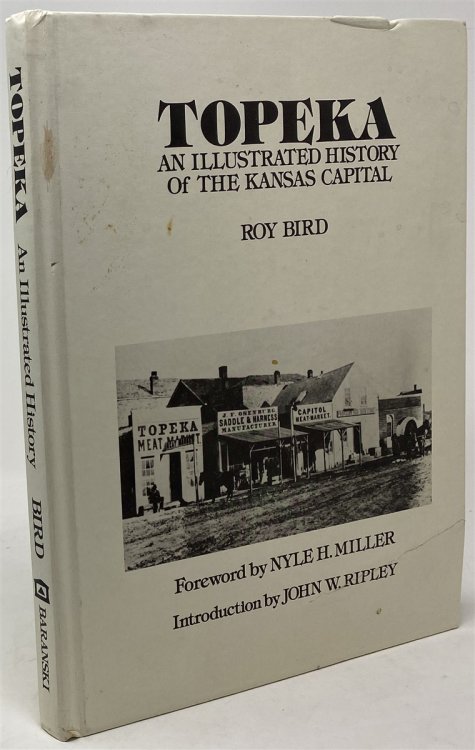 TOPEKA
AN ILLUSTRATED HISTORY
OF THE KANSAS CAPITAL
ROY BIRD
TOPEKA
MEAT MARKET.
J. F. OSENBURG
SADDLE & HARNESS
MANUFACTURER
CAPITOL
MEAT-MARKET.
Foreword by NYLE H. MILLER
Introduction by JOHN W. RIPLEY
TOPEKA An Illustrated History BIRD BARANSKI